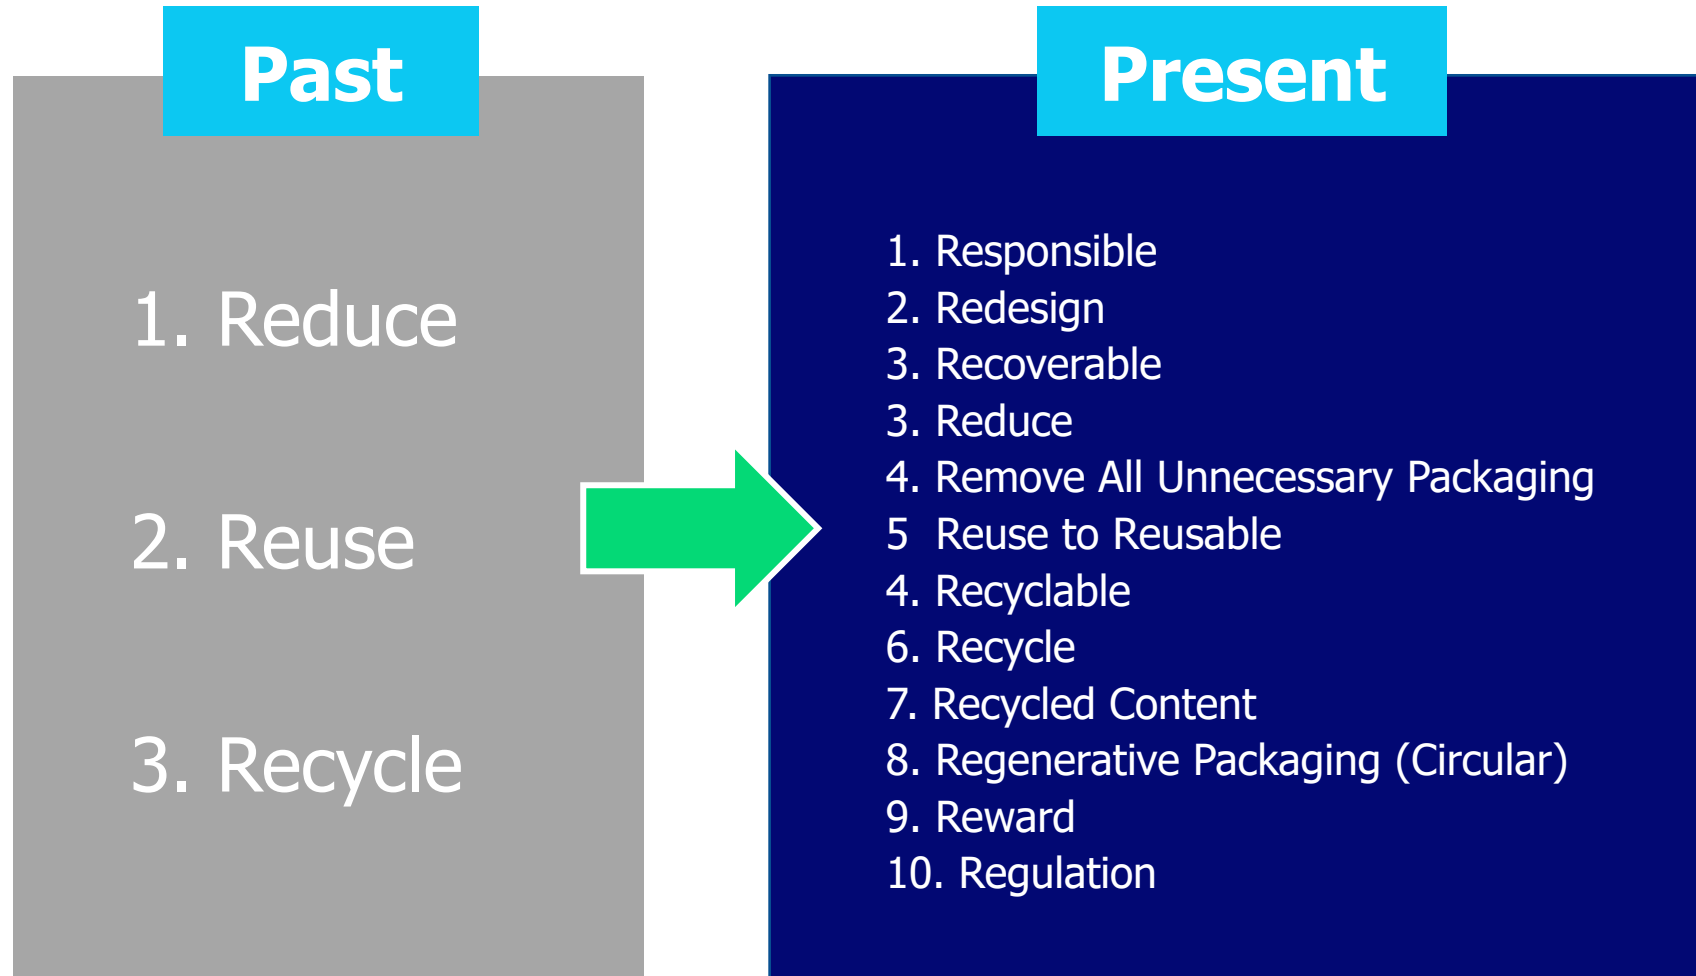 Past
1. Reduce
2. Reuse
3. Recycle
Present
1. Responsible
2. Redesign
3. Recoverable
3. Reduce
4. Remove All Unnecessary Packaging
5  Reuse to Reusable
4. Recyclable
6. Recycle
7. Recycled Content
8. Regenerative Packaging (Circular)
9. Reward
10. Regulation